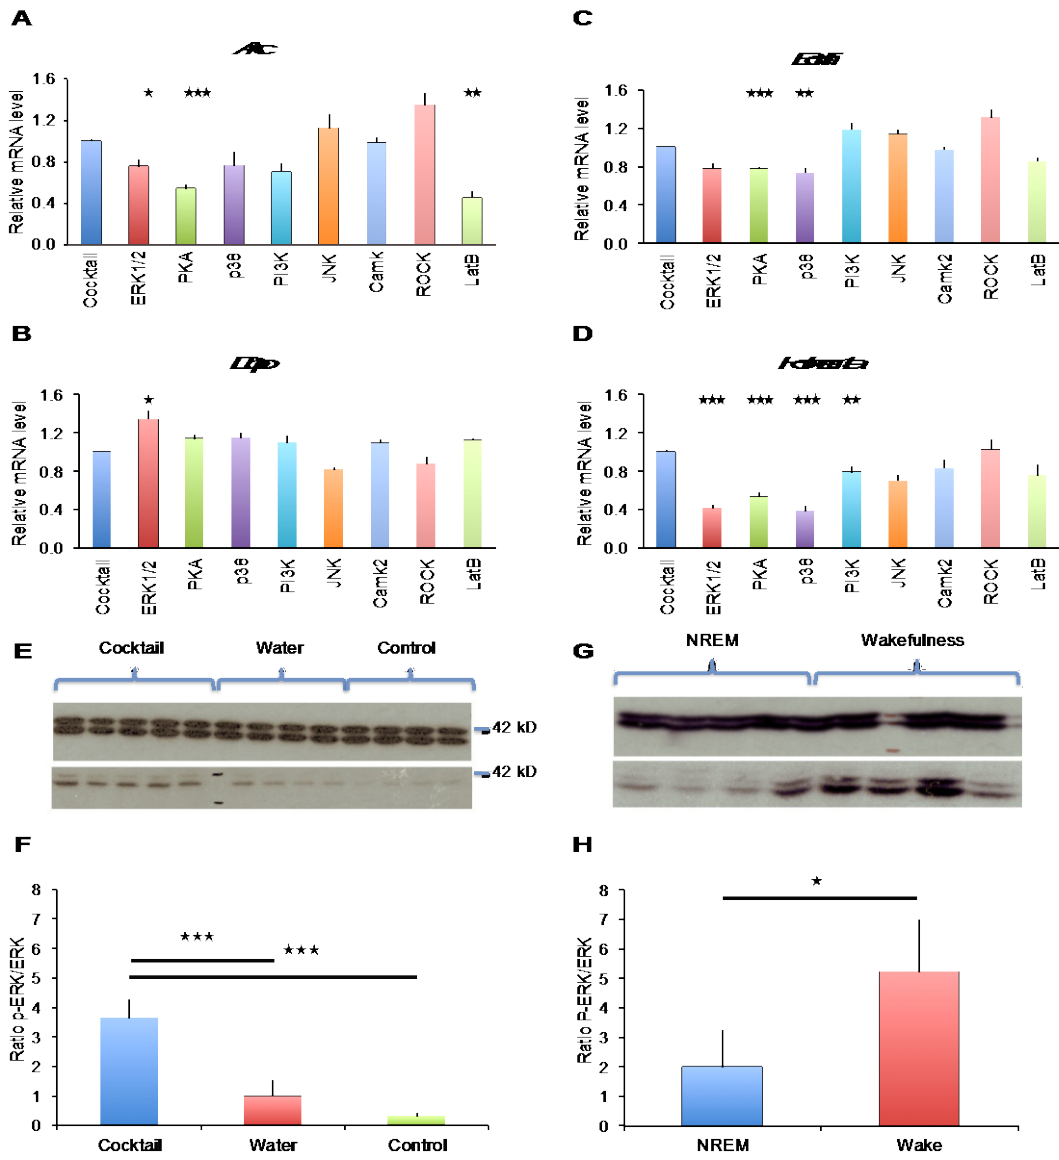 A
Relative mRNA level
1.6
1.2
0.8
0.4
0.0
★
★★★
★★
Cocktail
ERK1/2
PKA
p38
PI3K
JNK
Camk
ROCK
LatB
C
Relative mRNA level
1.6
1.2
0.8
0.4
0.0
★★★
★★
Cocktail
ERK1/2
PKA
p38
PI3K
JNK
Camk2
ROCK
LatB
B
Relative mRNA level
1.6
1.2
0.8
0.4
0.0
★
Cocktail
ERK1/2
PKA
p38
PI3K
JNK
Camk2
ROCK
LatB
D
Relative mRNA level
1.6
1.2
0.8
0.4
0.0
★★★
★★★
★★★
★★
Cocktail
ERK1/2
PKA
p38
PI3K
JNK
Camk2
ROCK
LatB
E
Cocktail Water Control
42 kD
42 kD
G
NREM Wakefulness
F
Ratio p-ERK/ERK
8
7
6
5
4
3
2
1
0
★★★
★★★
Cocktail Water Control
H
Ratio P-ERK/ERK
8
7
6
5
4
3
2
1
0
★
NREM Wake